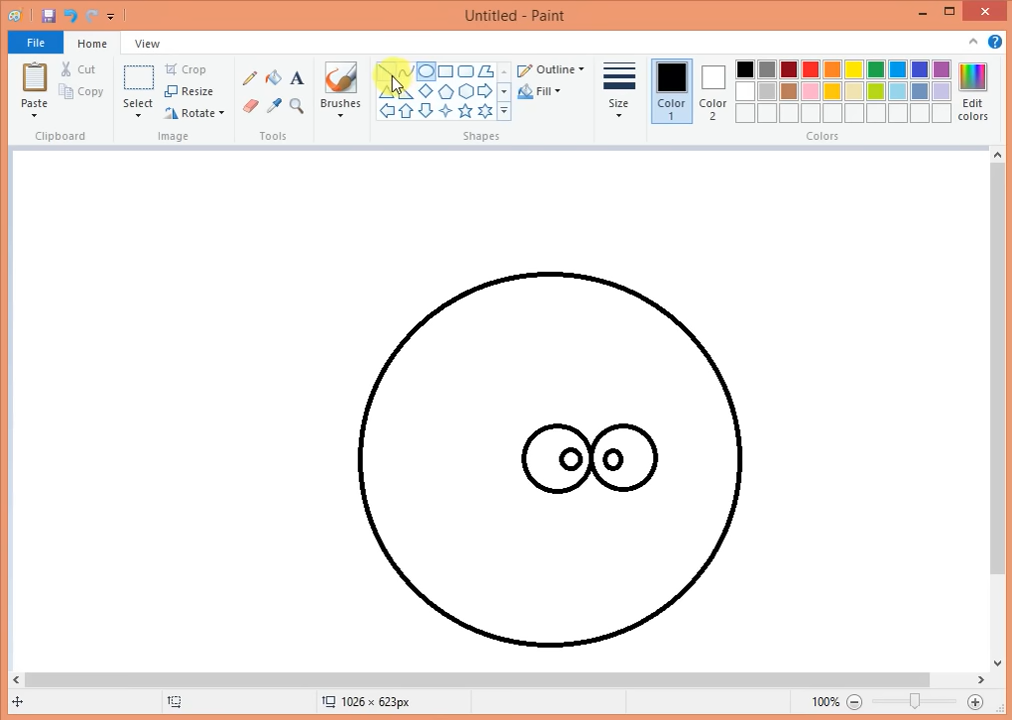 Untitled - Paint
File Home View
Paste
Cut
Copy
Clipboard
Select
Crop
Resize
Rotate
Image
A
Tools
Brushes
Shapes
Outline
Fill
Size
Color
1
Color
2
Edit
colors
Colors
1026 × 623px
100%